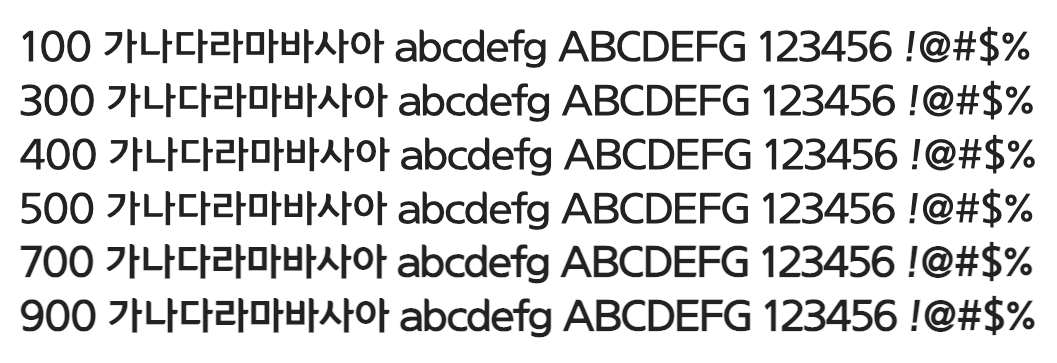 100 가나다라마바사아 abcdefg ABCDEFG 123456 !@#$%
300 가나다라마바사아 abcdefg ABCDEFG 123456 !@#$%
400 가나다라마바사아 abcdefg ABCDEFG 123456 !@#$%
500 가나다라마바사아 abcdefg ABCDEFG 123456 !@#$%
700 가나다라마바사아 abcdefg ABCDEFG 123456 !@#$%
900 가나다라마바사아 abcdefg ABCDEFG 123456 !@#$%